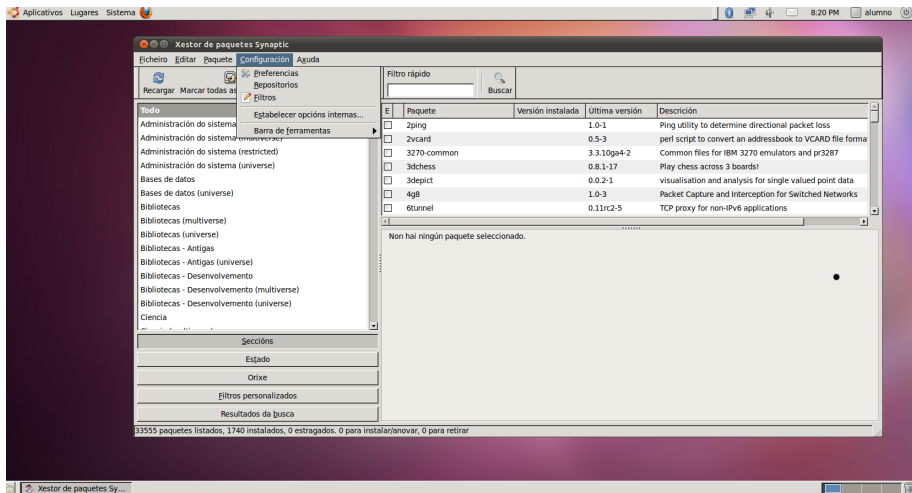 Aplicativos Lugares Sistema 8:20 PM alumno
Xestor de paquetes Synaptic
Ficheiro Editar Paquete Configuración Axuda
Preferencias
Repositorios
Filtros
Estabelecer opcións internas...
Barra de ferramentas
Recargar Marcar todas as
Filtro rápido
Buscar
Todo
Administración do sistema
Administración do sistema (multiverse)
Administración do sistema (restricted)
Administración do sistema (universe)
Bases de datos
Bases de datos (universe)
Bibliotecas
Bibliotecas (multiverse)
Bibliotecas (universe)
Bibliotecas - Antigas
Bibliotecas - Antigas (universe)
Bibliotecas - Desenvolvemento
Bibliotecas - Desenvolvemento (multiverse)
Bibliotecas - Desenvolvemento (universe)
Ciencia
E Paquete Versión instalada Última versión Descrición
2ping 1.0-1 Ping utility to determine directional packet loss
2vcard 0.5-3 perl script to convert an addressbook to VCARD file forma
3270-common 3.3.10ga4-2 Common files for IBM 3270 emulators and pr3287
3dchess 0.8.1-17 Play chess across 3 boards!
3depict 0.0.2-1 visualisation and analysis for single valued point data
4g8 1.0-3 Packet Capture and Interception for Switched Networks
6tunnel 0.11rc2-5 TCP proxy for non-IPv6 applications
Non hai ningún paquete seleccionado.
Seccións
Estado
Orixe
Filtros personalizados
Resultados da busca
33555 paquetes listados, 1740 instalados, 0 estragados. 0 para instalar/anovar, 0 para retirar
Xestor de paquetes Sy...